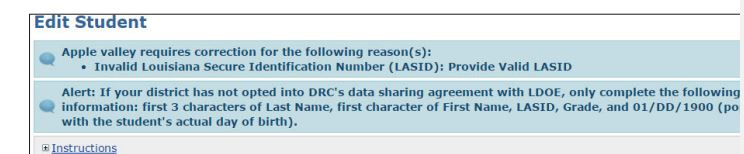 Edit Student
Apple valley requires correction for the following reason(s):
• Invalid Louisiana Secure Identification Number (LASID): Provide Valid LASID
Alert: If your district has not opted into DRC's data sharing agreement with LDOE, only complete the following
information: first 3 characters of Last Name, first character of First Name, LASID, Grade, and 01/DD/1900 (po
with the student's actual day of birth).
Instructions